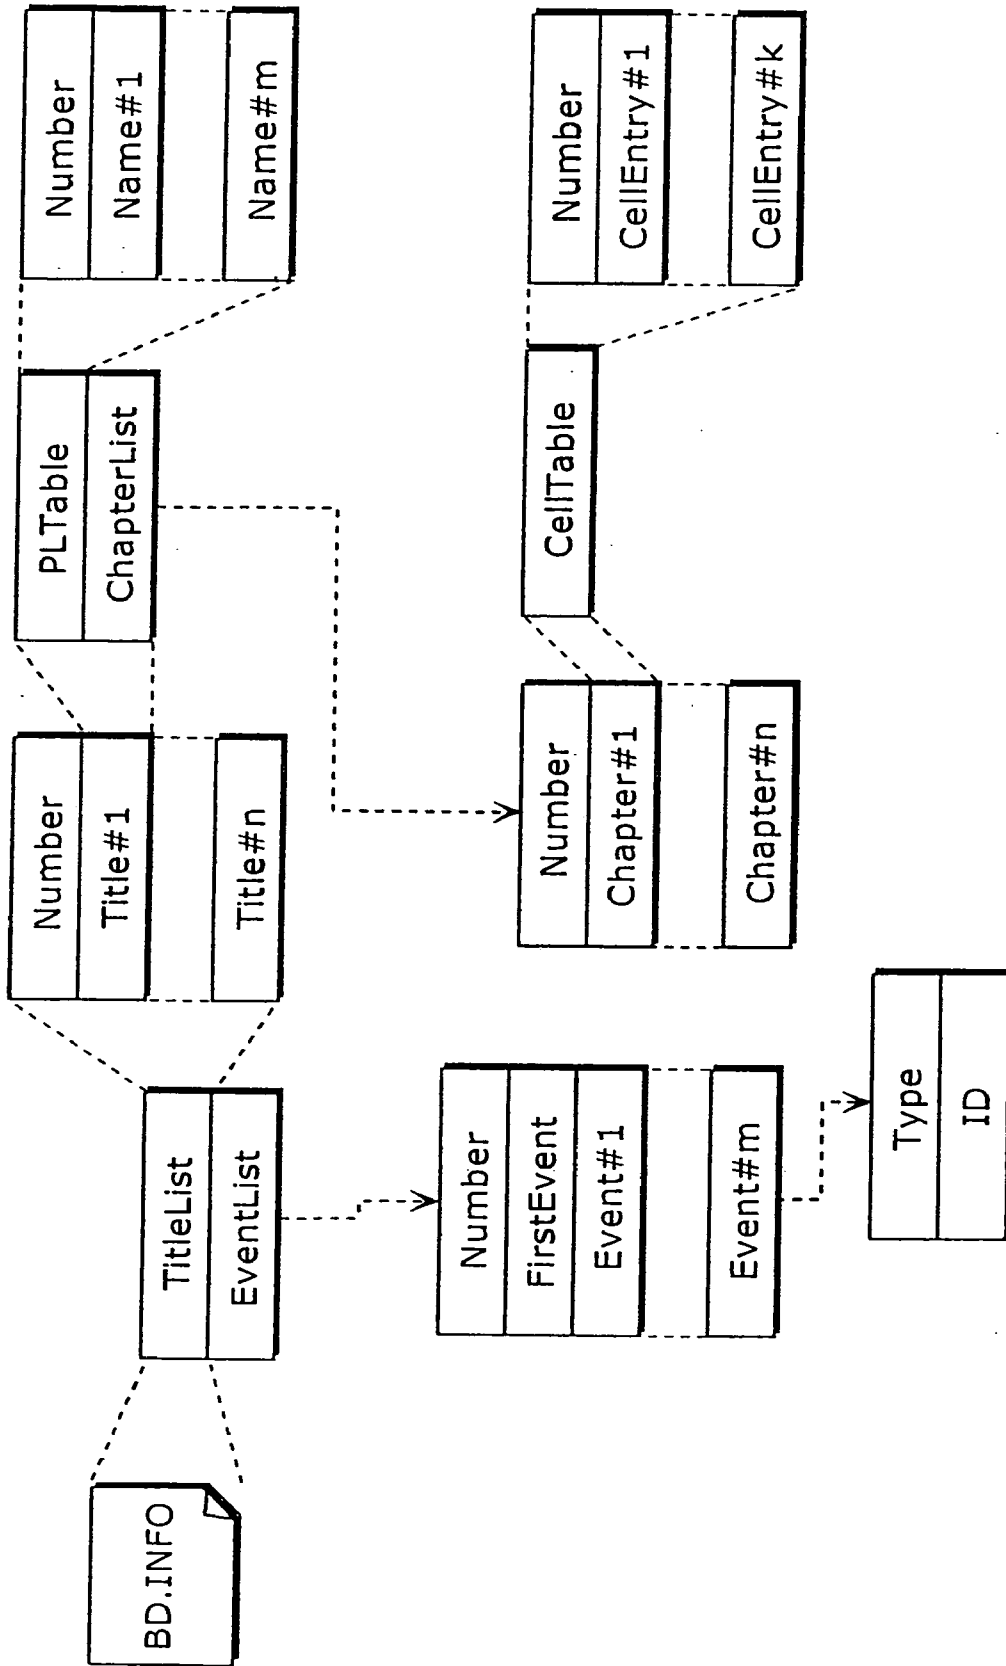 BD.INFO
TitleList
EventList
Number
Title#1
Title#n
PLTable
ChapterList
Number
Name#1
Name#m
Number
FirstEvent
Event#1
Event#m
Type
ID
Number
Chapter#1
Chapter#n
CellTable
Number
CellEntry#1
CellEntry#k